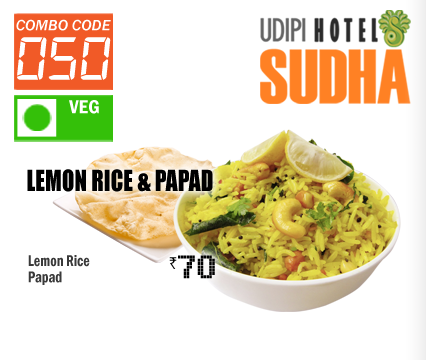 COMBO CODE
050
VEG
UDIPI HOTEL
SUDHA
LEMON RICE & PAPAD
Lemon Rice
Papad
₹70